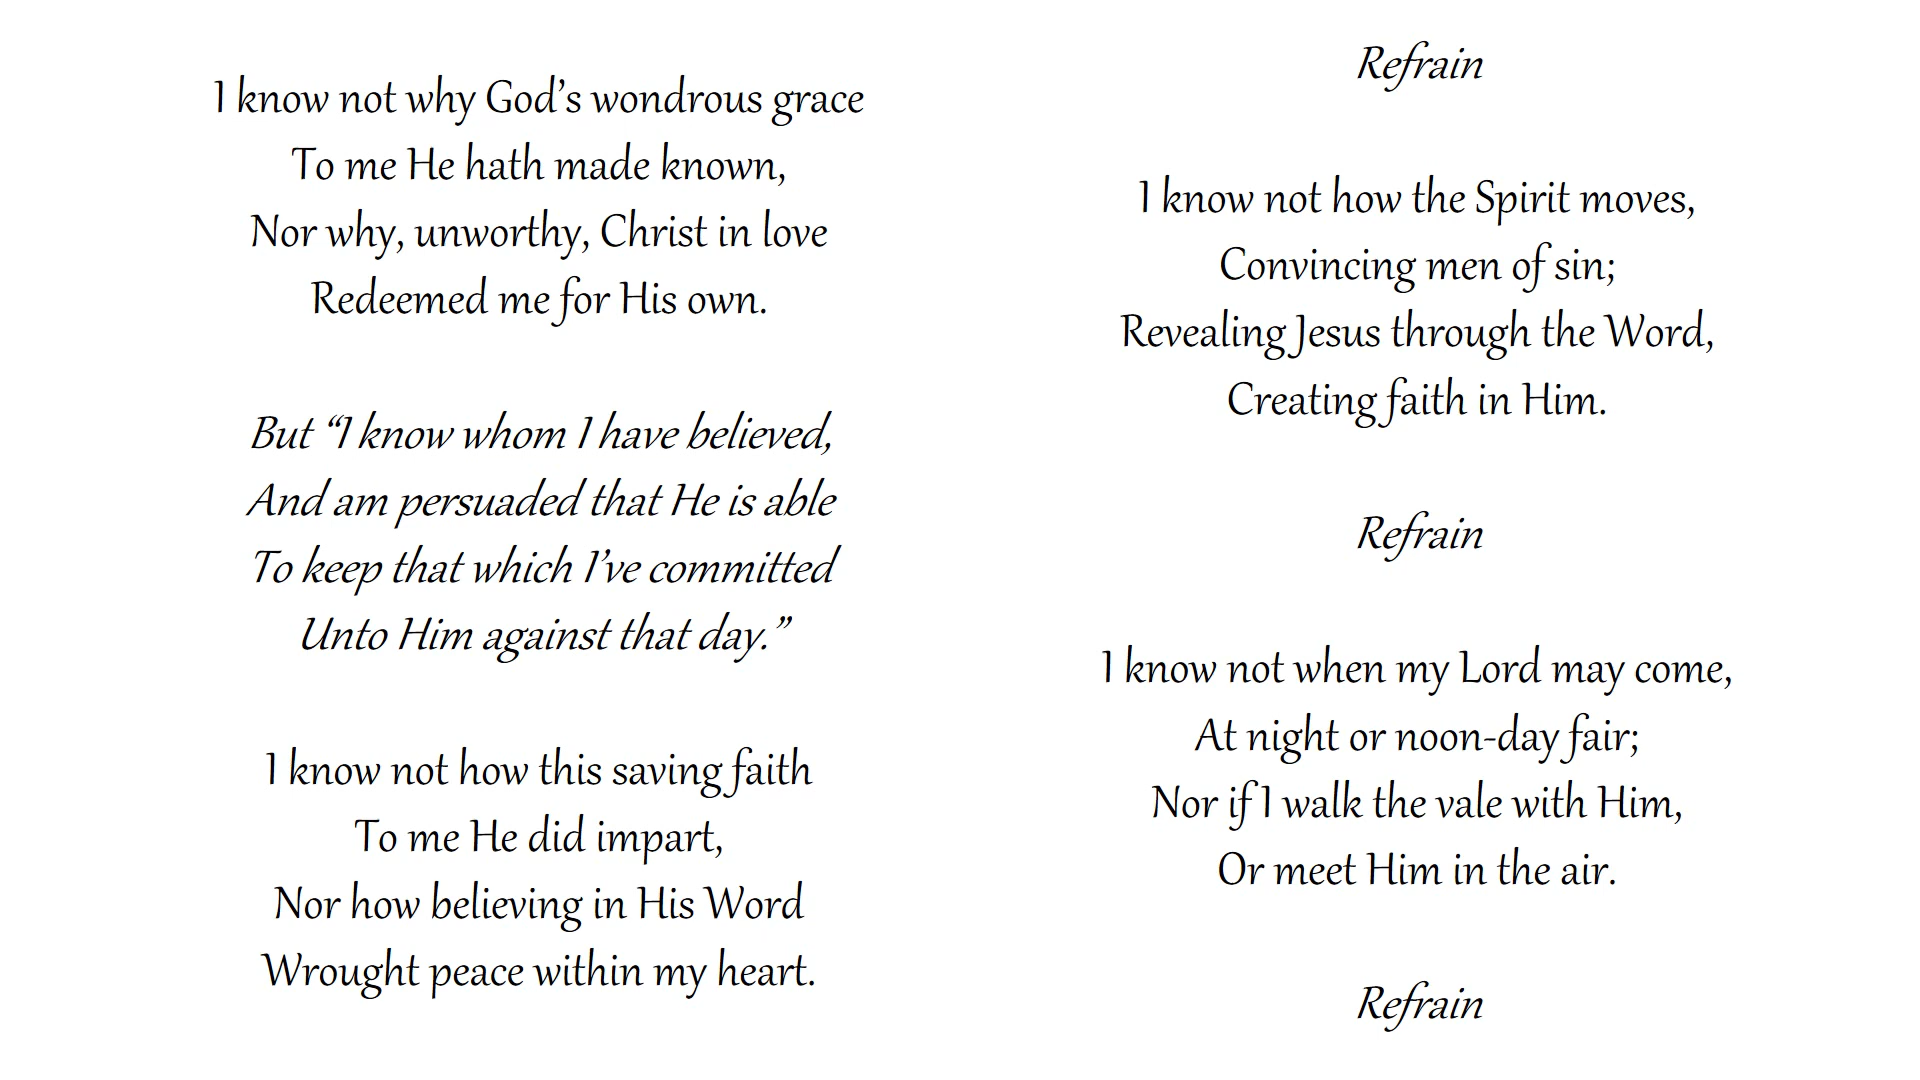 I know not why God’s wondrous grace
To me He hath made known,
Nor why, unworthy, Christ in love
Redeemed me for His own.
But “I know whom I have believed,
And am persuaded that He is able
To keep that which I’ve committed
Unto Him against that day.”
I know not how this saving faith
To me He did impart,
Nor how believing in His Word
Wrought peace within my heart.
Refrain
I know not how the Spirit moves,
Convincing men of sin;
Revealing Jesus through the Word,
Creating faith in Him.
Refrain
I know not when my Lord may come,
At night or noon-day fair;
Nor if I walk the vale with Him,
Or meet Him in the air.
Refrain